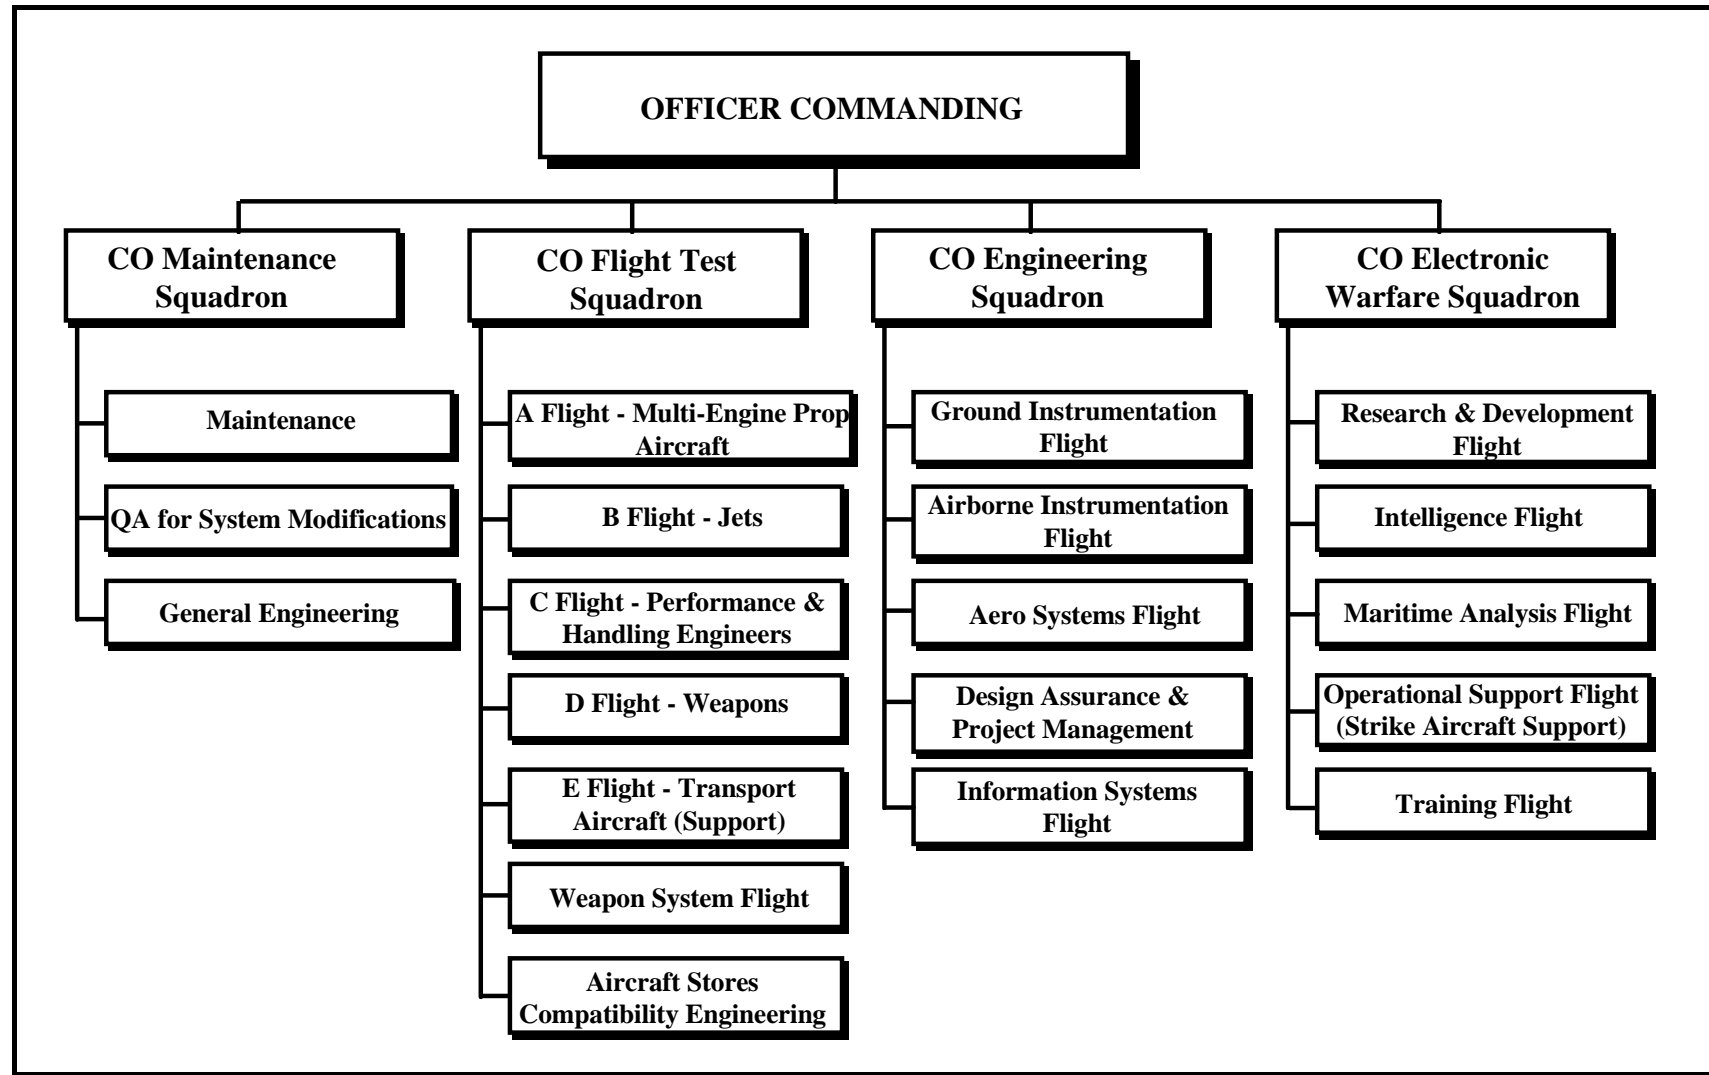 OFFICER COMMANDING
CO Maintenance
Squadron
Maintenance
QA for System Modifications
General Engineering
CO Flight Test
Squadron
A Flight - Multi-Engine Prop
Aircraft
B Flight - Jets
C Flight - Performance &
Handling Engineers
D Flight - Weapons
E Flight - Transport
Aircraft (Support)
Weapon System Flight
Aircraft Stores
Compatibility Engineering
CO Engineering
Squadron
Ground Instrumentation
Flight
Airborne Instrumentation
Flight
Aero Systems Flight
Design Assurance &
Project Management
Information Systems
Flight
CO Electronic
Warfare Squadron
Research & Development
Flight
Intelligence Flight
Maritime Analysis Flight
Operational Support Flight
(Strike Aircraft Support)
Training Flight